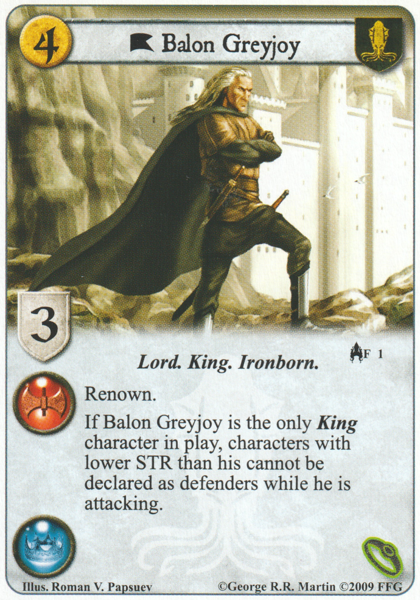 4
Balon Greyjoy
3
Lord. King. Ironborn.
F 1
Renown.
If Balon Greyjoy is the only King
character in play, characters with
lower STR than his cannot be
declared as defenders while he is
attacking.
Illus. Roman V. Papsuev
©George R.R. Martin ©2009 FFG